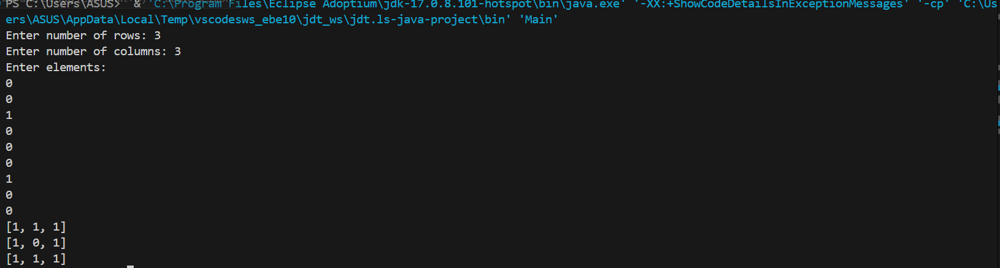 PS C:\Users\ASUS>  & 'C:\Program Files\Eclipse Adoptium\jdk-17.0.8.101-hotspot\bin\java.exe' '-XX:+ShowCodeDetailsInExceptionMessages' '-cp' 'C:\Us
ers\ASUS\AppData\Local\Temp\vscodesws_ebe10\jdt_ws\jdt.ls-java-project\bin' 'Main'
Enter number of rows: 3
Enter number of columns: 3
Enter elements:
0
0
1
0
0
0
1
0
0
[1, 1, 1]
[1, 0, 1]
[1, 1, 1]